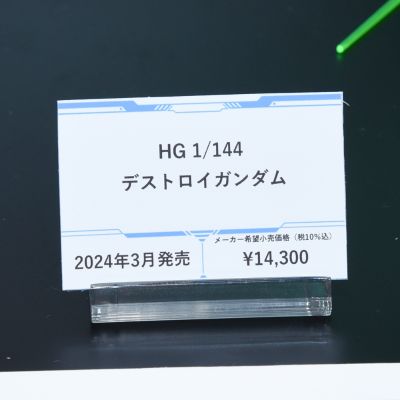 HG 1/144
デストロイガンダム
メーカー希望小売価格（税10%込）
2024年3月発売
¥14,300